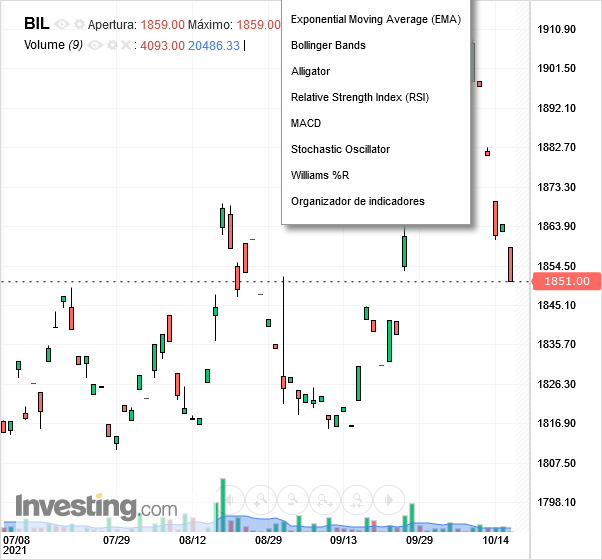 BIL Apertura: 1859.00 Máximo: 1859.00
Volume (9) : 4093.00 20486.33
Exponential Moving Average (EMA)
Bollinger Bands
Alligator
Relative Strength Index (RSI)
MACD
Stochastic Oscillator
Williams %R
Organizador de indicadores
1910.90
1901.50
1892.10
1882.70
1873.30
1863.90
1854.50
1851.00
1845.10
1835.70
1826.30
1816.90
1807.50
1798.10
Investing.com
07/08 07/29 08/12 08/29 09/13 09/29 10/14
2021